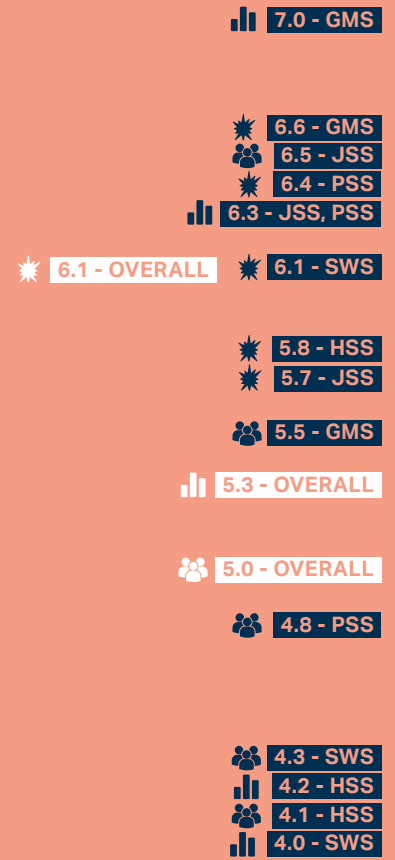 7.0 - GMS
6.6 - GMS
6.5 - JSS
6.4 - PSS
6.3 - JSS, PSS
6.1 - OVERALL 6.1 - SWS
5.8 - HSS
5.7 - JSS
5.5 - GMS
5.3 - OVERALL
5.0 - OVERALL
4.8 - PSS
4.3 - SWS
4.2 - HSS
4.1 - HSS
4.0 - SWS